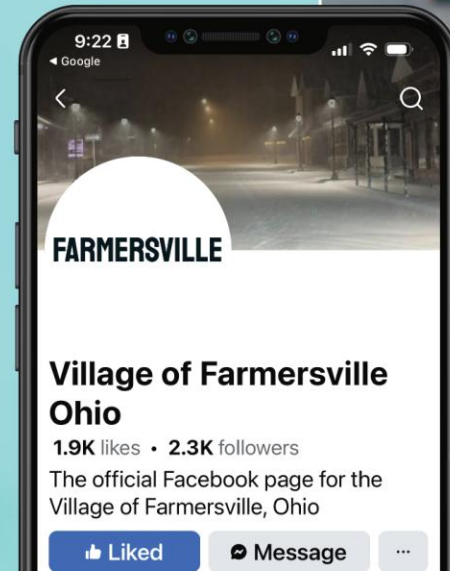 9:22
◀ Google
FARMERSVILLE
Village of Farmersville
Ohio
1.9K likes • 2.3K followers
The official Facebook page for the
Village of Farmersville, Ohio
Liked
Message
...